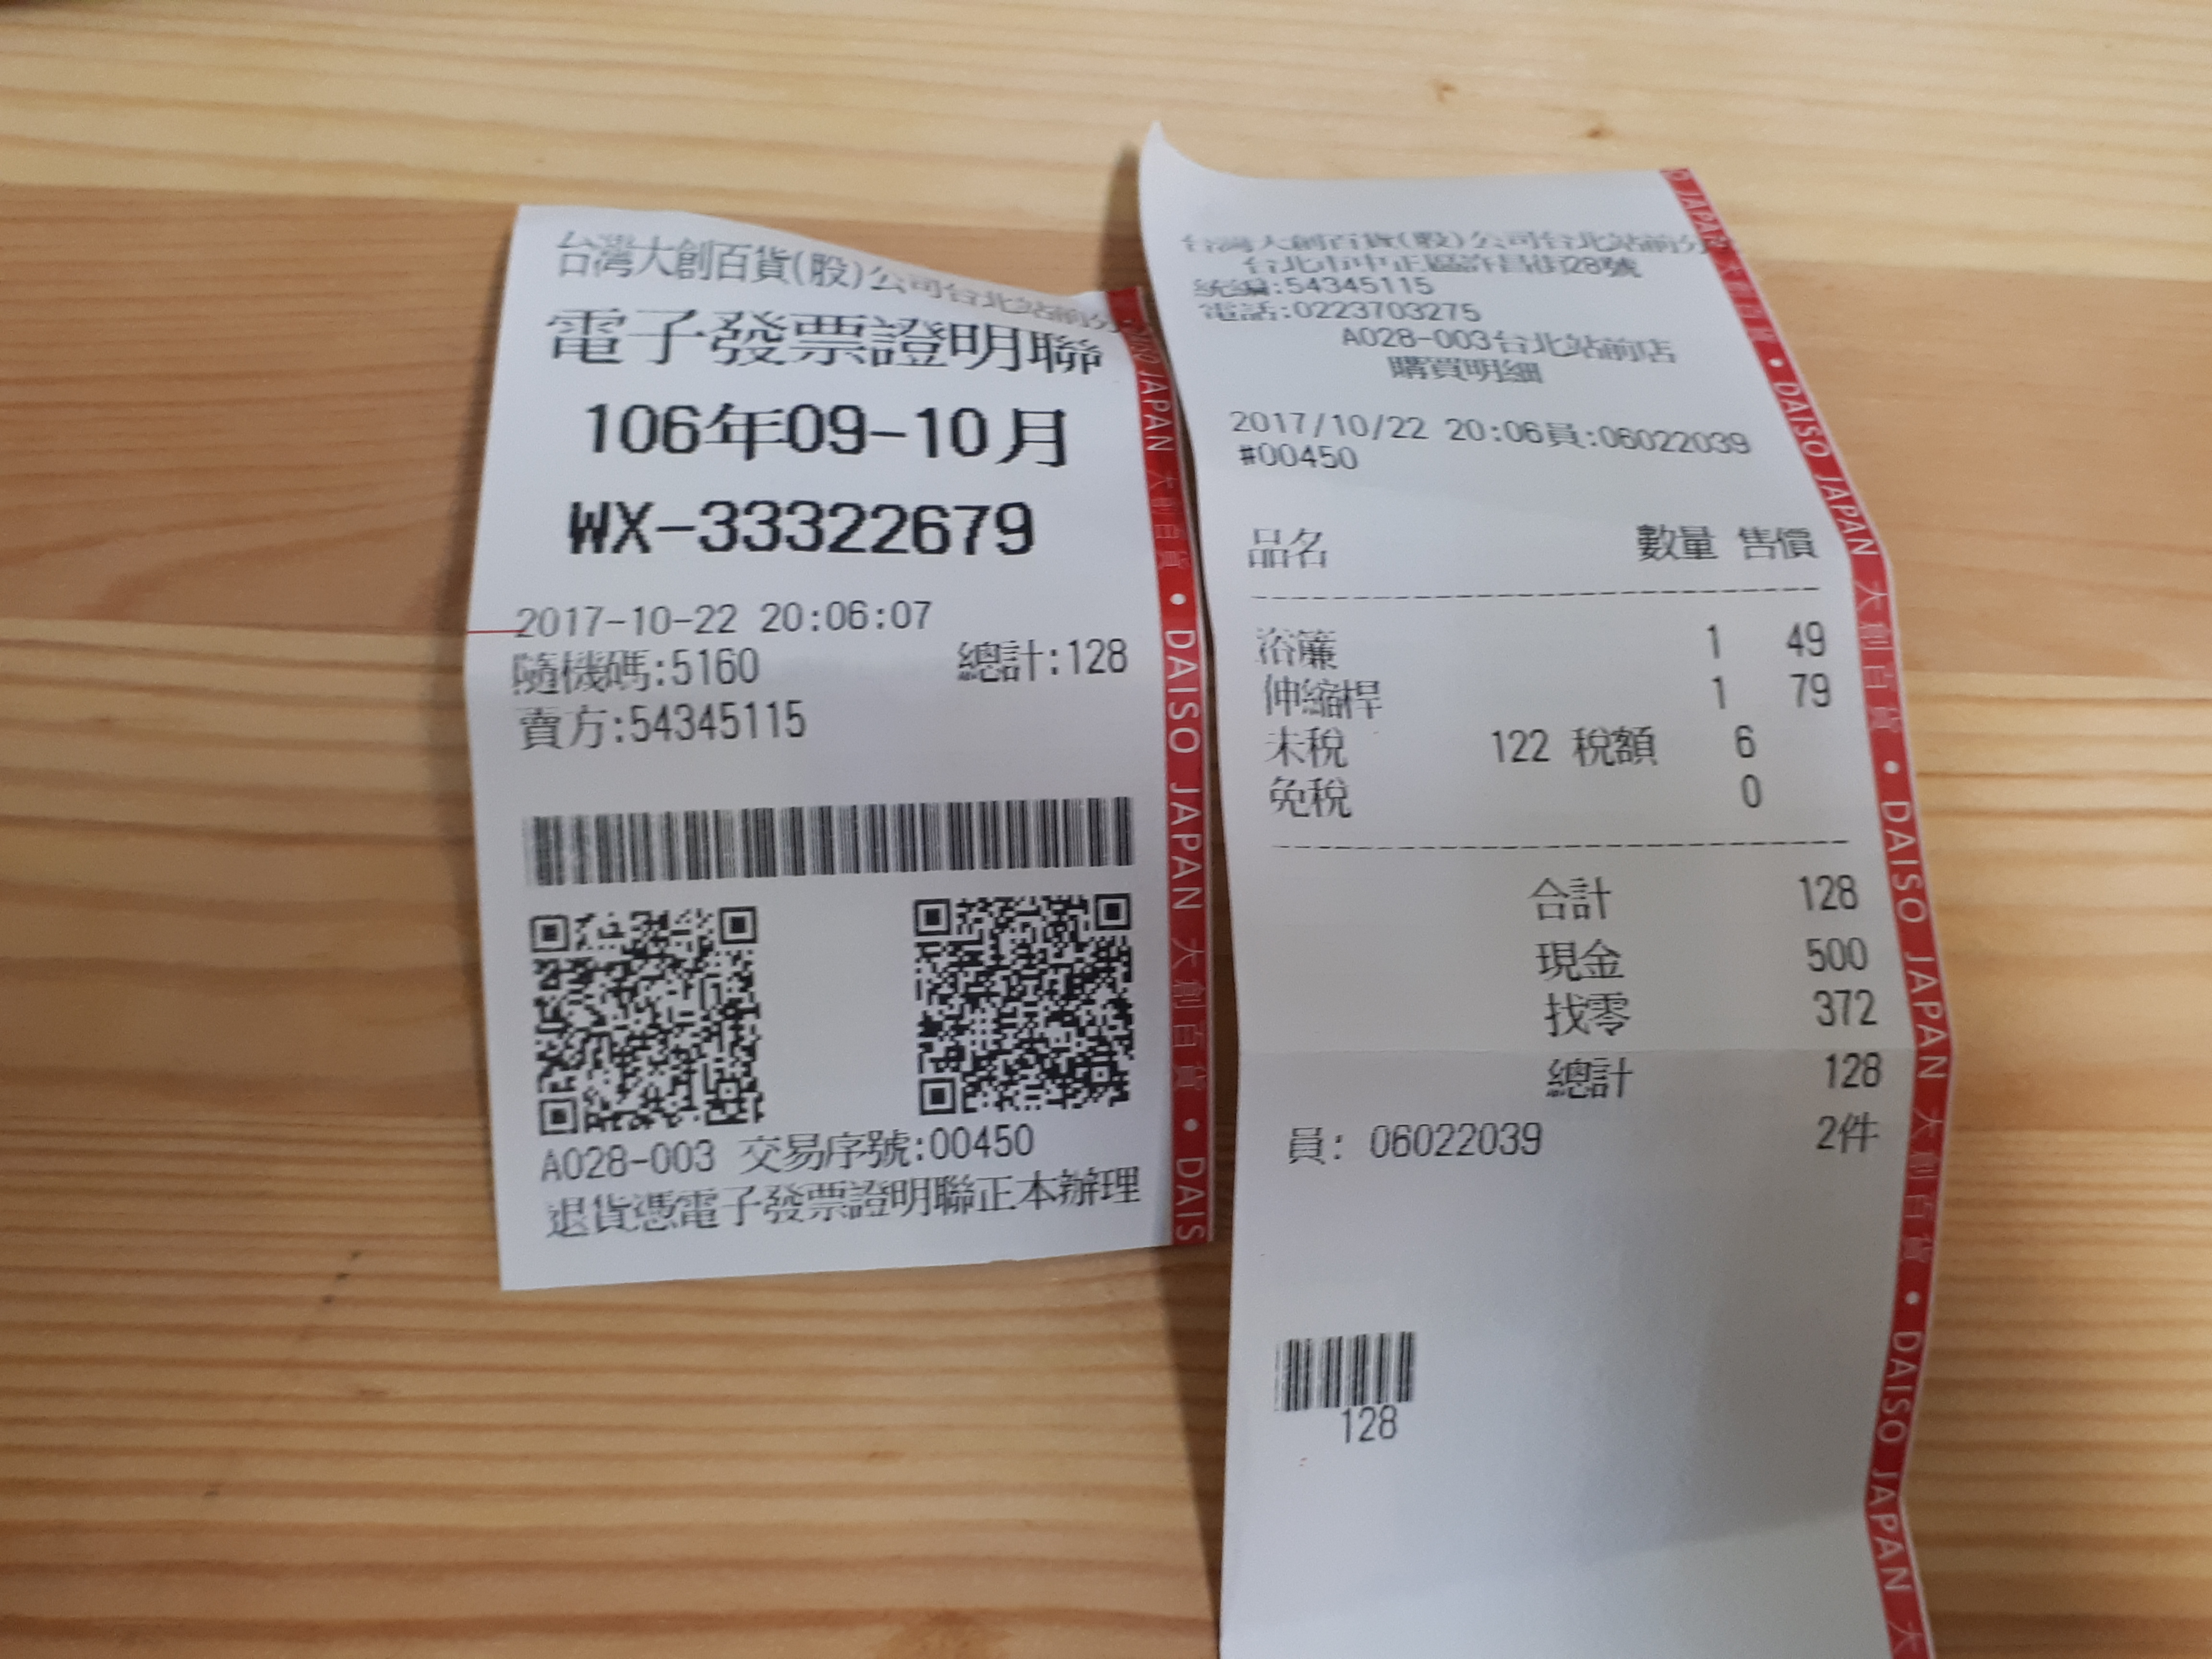 台灣大創百貨(股)公司台北站前分
電子發票證明聯
106年09-10月
WX-33322679
2017-10-22 20:06:07
隨機碼:5160 總計:128
賣方:54345115
A028-003 交易序號:00450
退貨憑電子發票證明聯正本辦理
DAISO JAPAN 大創百貨 • DAISO JAPAN 大創百貨 • DAIS
台灣大創百貨(股)公司台北站前分
台北市中正區許昌街28號
統編:54345115
電話:0223703275
A028-003台北站前店
購買明細
2017/10/22 20:06員:06022039
#00450
品名 數量 售價
浴簾 1 49
伸縮桿 1 79
未稅 122 稅額 6
免稅 0
合計 128
現金 500
找零 372
總計 128
員: 06022039 2件
128
JAPAN 大創百貨 • DAISO JAPAN 大創百貨 • DAISO JAPAN 大創百貨 • DAISO JAPAN 大